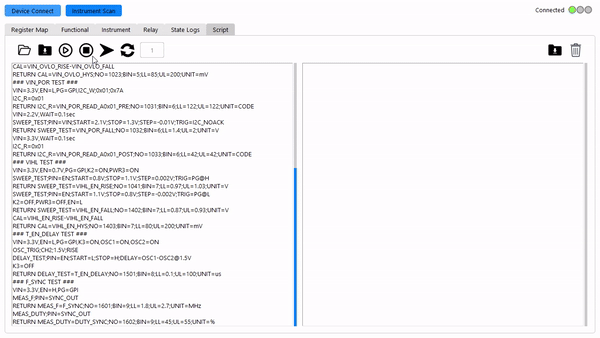 Device Connect
Instrument Scan
Connected
Register Map
Functional
Instrument
Relay
State Logs
Script
1
CAL=VIN_OVLO_RISE-VIN_OVLO_FALL
RETURN CAL=VIN_OVLO_HYS;NO=1023;BIN=5;LL=85;UL=200;UNIT=mV
### VIN_POR TEST ###
VIN=3.3V,EN=L,PG=GPI,I2C_W;0x01;0x7A
I2C_R=0x01
RETURN I2C_R=VIN_POR_READ_A0x01_PRE;NO=1031;BIN=6;LL=122;UL=122;UNIT=CODE
VIN=2.2V,WAIT=0.1sec
SWEEP_TEST;PIN=VIN;START=2.1V;STOP=1.3V;STEP=-0.01V;TRIG=I2C_NOACK
RETURN SWEEP_TEST=VIN_POR_FALL;NO=1032;BIN=6;LL=1.4;UL=2;UNIT=V
VIN=3.3V,WAIT=0.1sec
I2C_R=0x01
RETURN I2C_R=VIN_POR_READ_A0x01_POST;NO=1033;BIN=6;LL=42;UL=42;UNIT=CODE
### VIHL TEST ###
VIN=3.3V,EN=0.7V,PG=GPI,K2=ON,PWR3=ON
SWEEP_TEST;PIN=EN;START=0.8V;STOP=1.1V;STEP=0.002V;TRIG=PG@H
RETURN SWEEP_TEST=VIHL_EN_RISE;NO=1041;BIN=7;LL=0.97;UL=1.03;UNIT=V
SWEEP_TEST;PIN=EN;START=1.1V;STOP=0.8V;STEP=-0.002V;TRIG=PG@L
K2=OFF,PWR3=OFF,EN=L
RETURN SWEEP_TEST=VIHL_EN_FALL;NO=1402;BIN=7;LL=0.87;UL=0.93;UNIT=V
CAL=VIHL_EN_RISE-VIHL_EN_FALL
RETURN CAL=VIHL_EN_HYS;NO=1403;BIN=7;LL=80;UL=200;UNIT=mV
### T_EN_DELAY TEST ###
VIN=3.3V,EN=L,PG=GPI,K3=ON,OSC1=ON,OSC2=ON
OSC_TRIG;CH2;1.5V;RISE
DELAY_TEST;PIN=EN;START=L;STOP=H;DELAY=OSC1-OSC2@1.5V
K3=OFF
RETURN DELAY_TEST=T_EN_DELAY;NO=1501;BIN=8;LL=0.1;UL=100;UNIT=us
### F_SYNC TEST ###
VIN=3.3V,EN=H,PG=GPI
MEAS_F;PIN=SYNC_OUT
RETURN MEAS_F=F_SYNC;NO=1601;BIN=9;LL=1.8;UL=2.7;UNIT=MHz
MEAS_DUTY;PIN=SYNC_OUT
RETURN MEAS_DUTY=DUTY_SYNC;NO=1602;BIN=9;LL=45;UL=55;UNIT=%